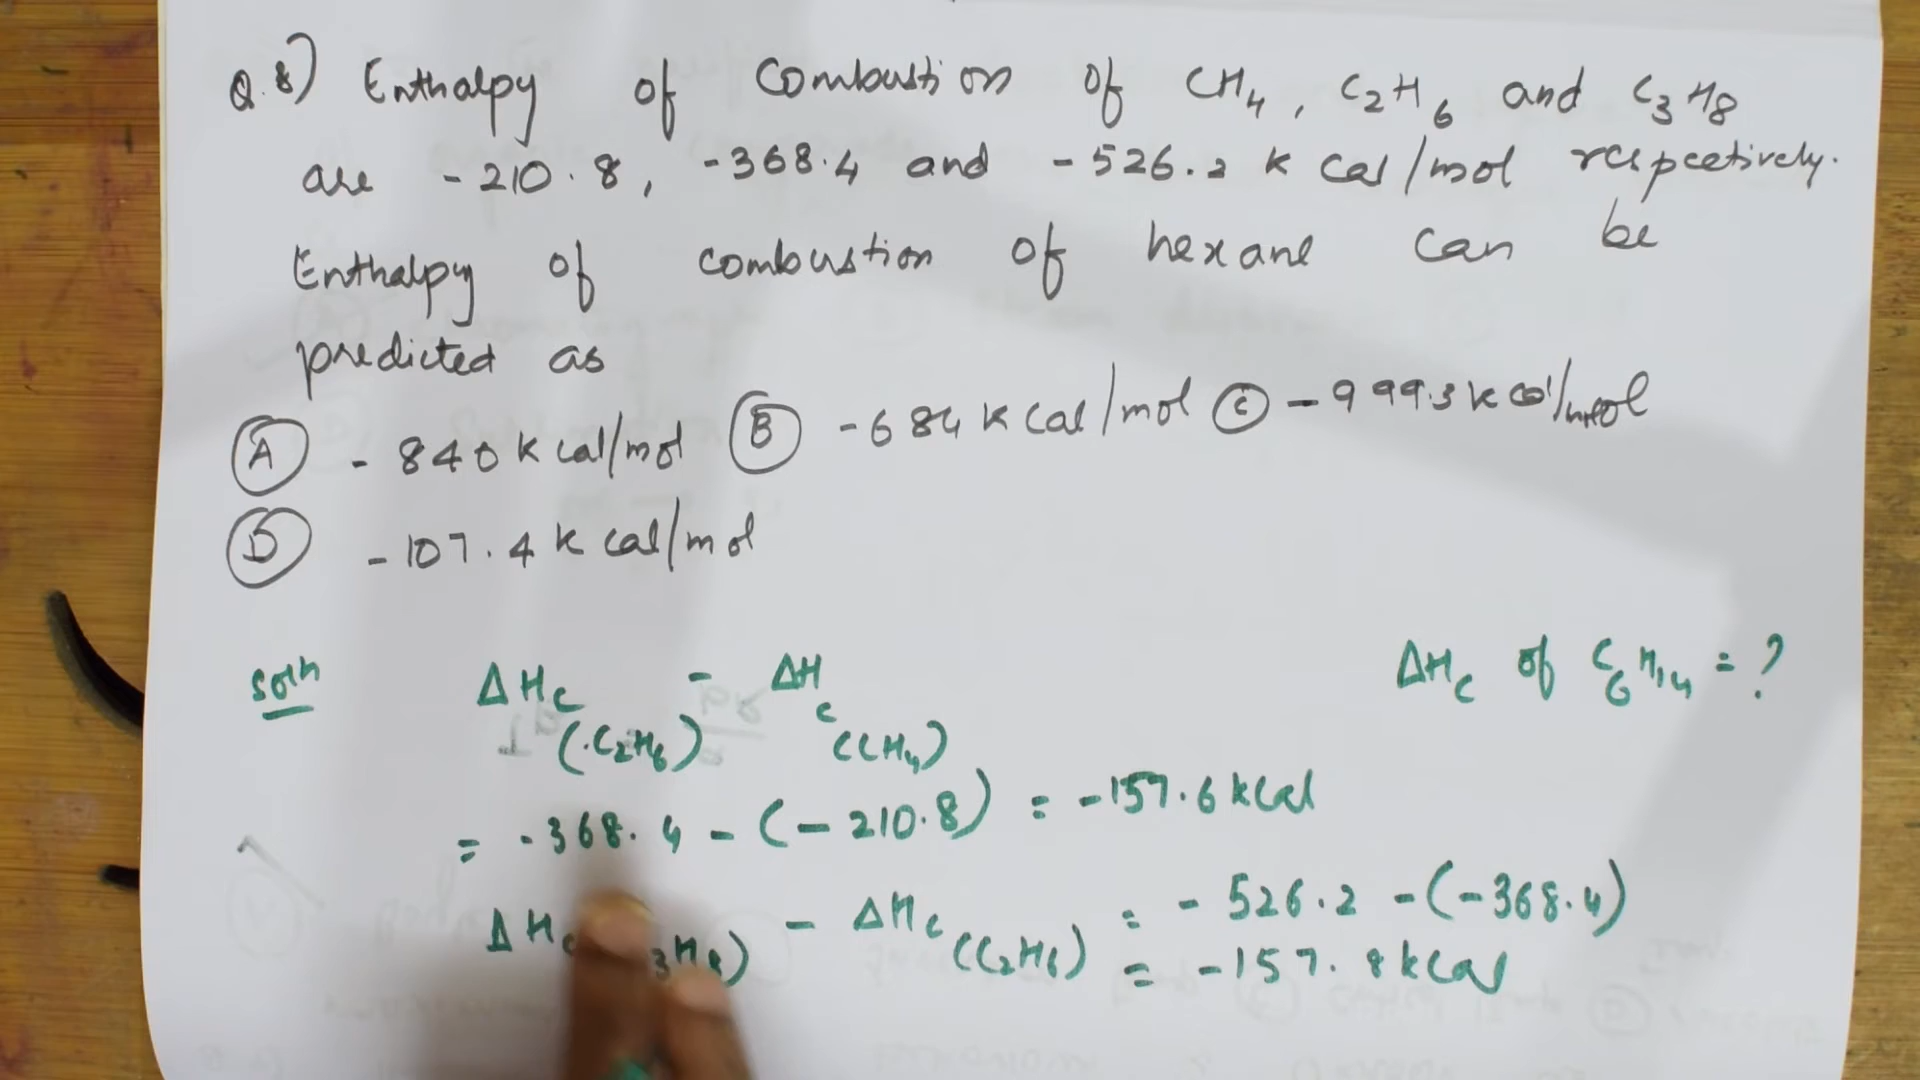 Q.8) Enthalpy of combustion of CH4, C2H6 and C3H8
are -210.8, -368.4 and -526.2 k cal/mol respectively.
Enthalpy of combustion of hexane can be
predicted as
(A) - 840 k cal/mol (B) -684 k cal/mol (C) -999.3 k cal/mol
(D) -107.4 k cal/mol
Soln
ΔHc of C6H14 = ?
ΔHc (C2H6) - ΔHc (CH4)
= -368.4 - (-210.8) = -157.6 kcal
ΔHc 3H8) - ΔHc (C2H6) = -526.2 - (-368.4)
= -157.8 kcal